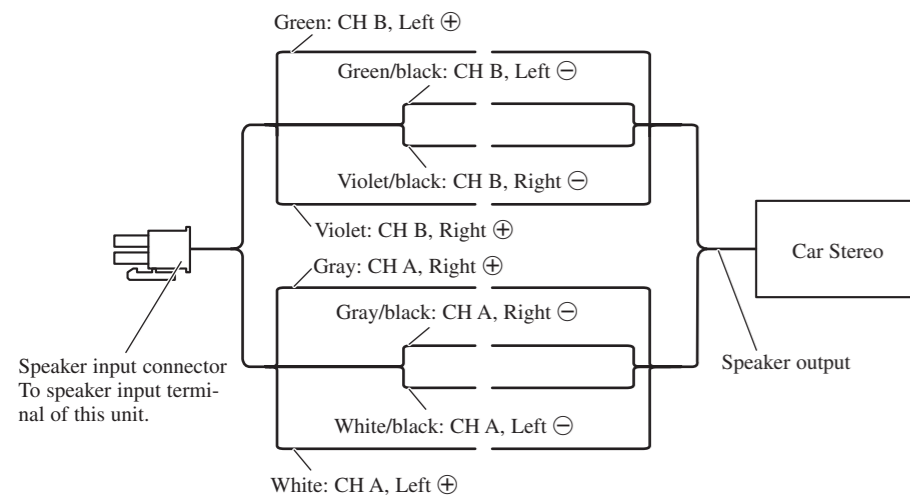 Green: CH B, Left ⊕
Green/black: CH B, Left ⊖
Violet/black: CH B, Right ⊖
Violet: CH B, Right ⊕
Gray: CH A, Right ⊕
Gray/black: CH A, Right ⊖
White/black: CH A, Left ⊖
White: CH A, Left ⊕
Speaker input connector
To speaker input termi-
nal of this unit.
Car Stereo
Speaker output